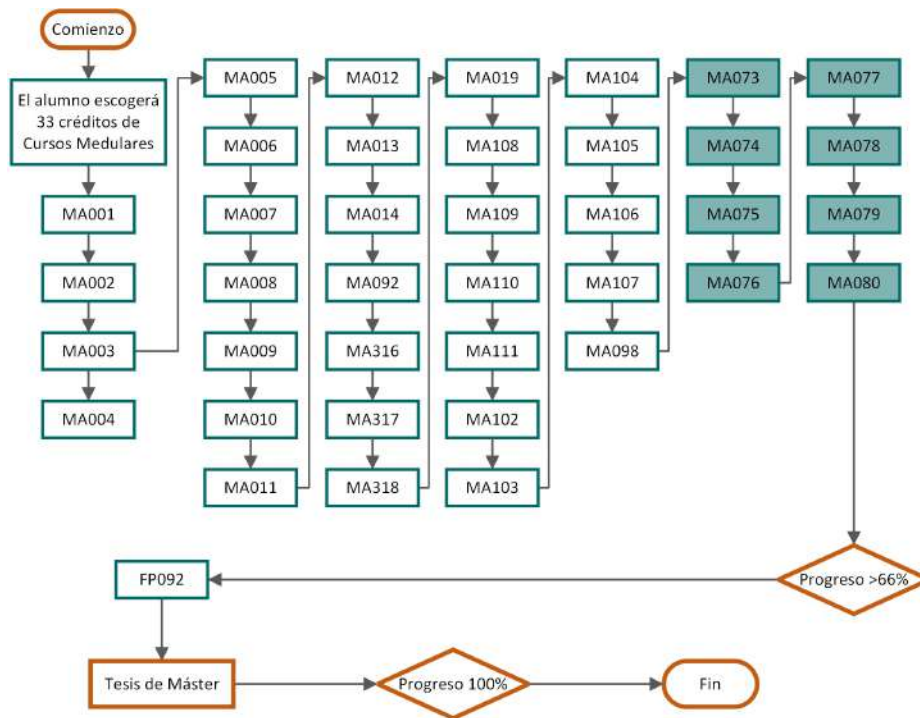 Comienzo
El alumno escogerá
33 créditos de
Cursos Medulares
MA001
MA002
MA003
MA004
MA005
MA006
MA007
MA008
MA009
MA010
MA011
MA012
MA013
MA014
MA092
MA316
MA317
MA318
MA019
MA108
MA109
MA110
MA111
MA102
MA103
MA104
MA105
MA106
MA107
MA098
MA073
MA074
MA075
MA076
MA077
MA078
MA079
MA080
Progreso >66%
FP092
Tesis de Máster
Progreso 100%
Fin